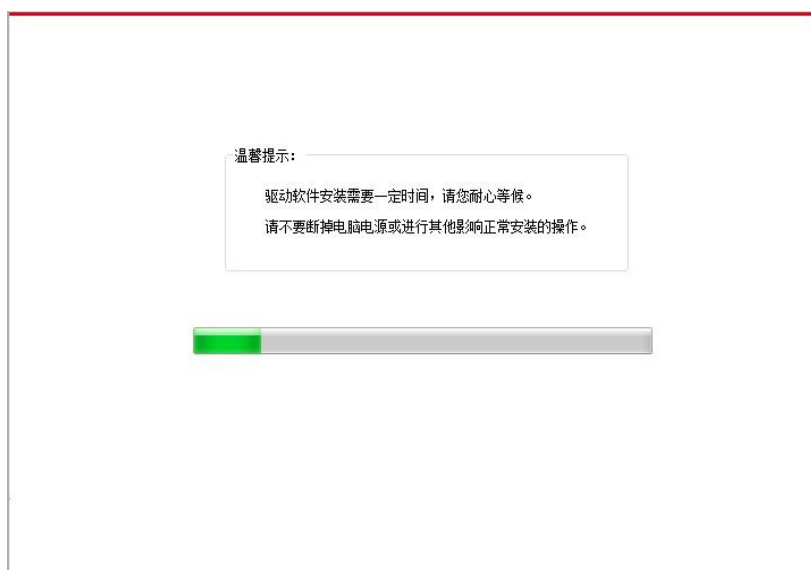 温馨提示：
驱动软件安装需要一定时间，请您耐心等候。
请不要断掉电脑电源或进行其他影响正常安装的操作。